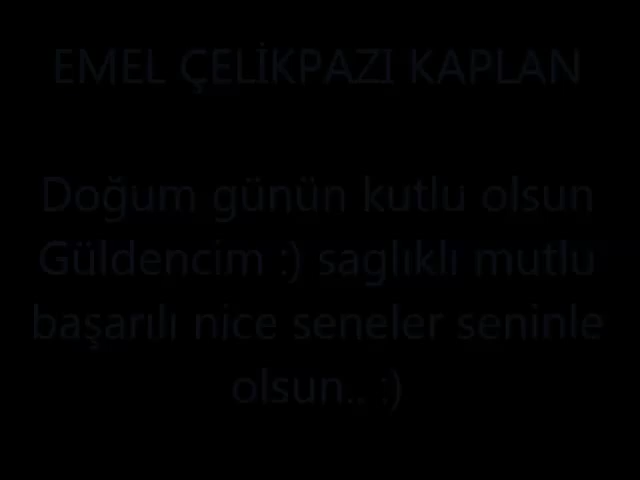 EMEL ÇELİKPAZI KAPLAN
Doğum günün kutlu olsun
Güldencim :) saglıklı mutlu
başarılı nice seneler seninle
olsun.. :)